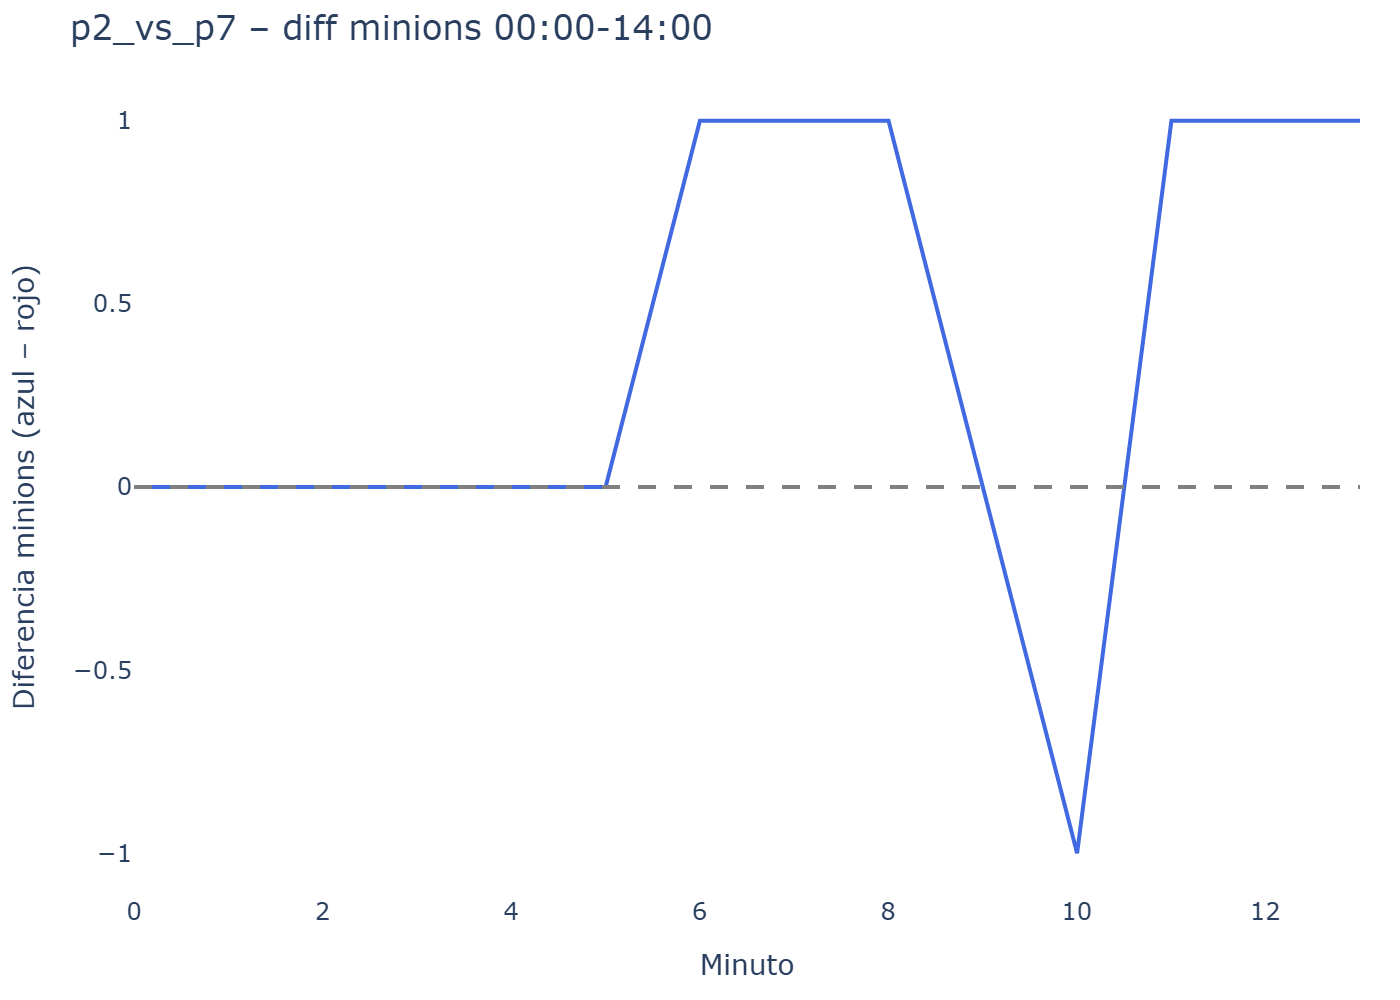 p2_vs_p7 – diff minions 00:00-14:00
1
0.5
0
−0.5
−1
Diferencia minions (azul – rojo)
0 2 4 6 8 10 12
Minuto